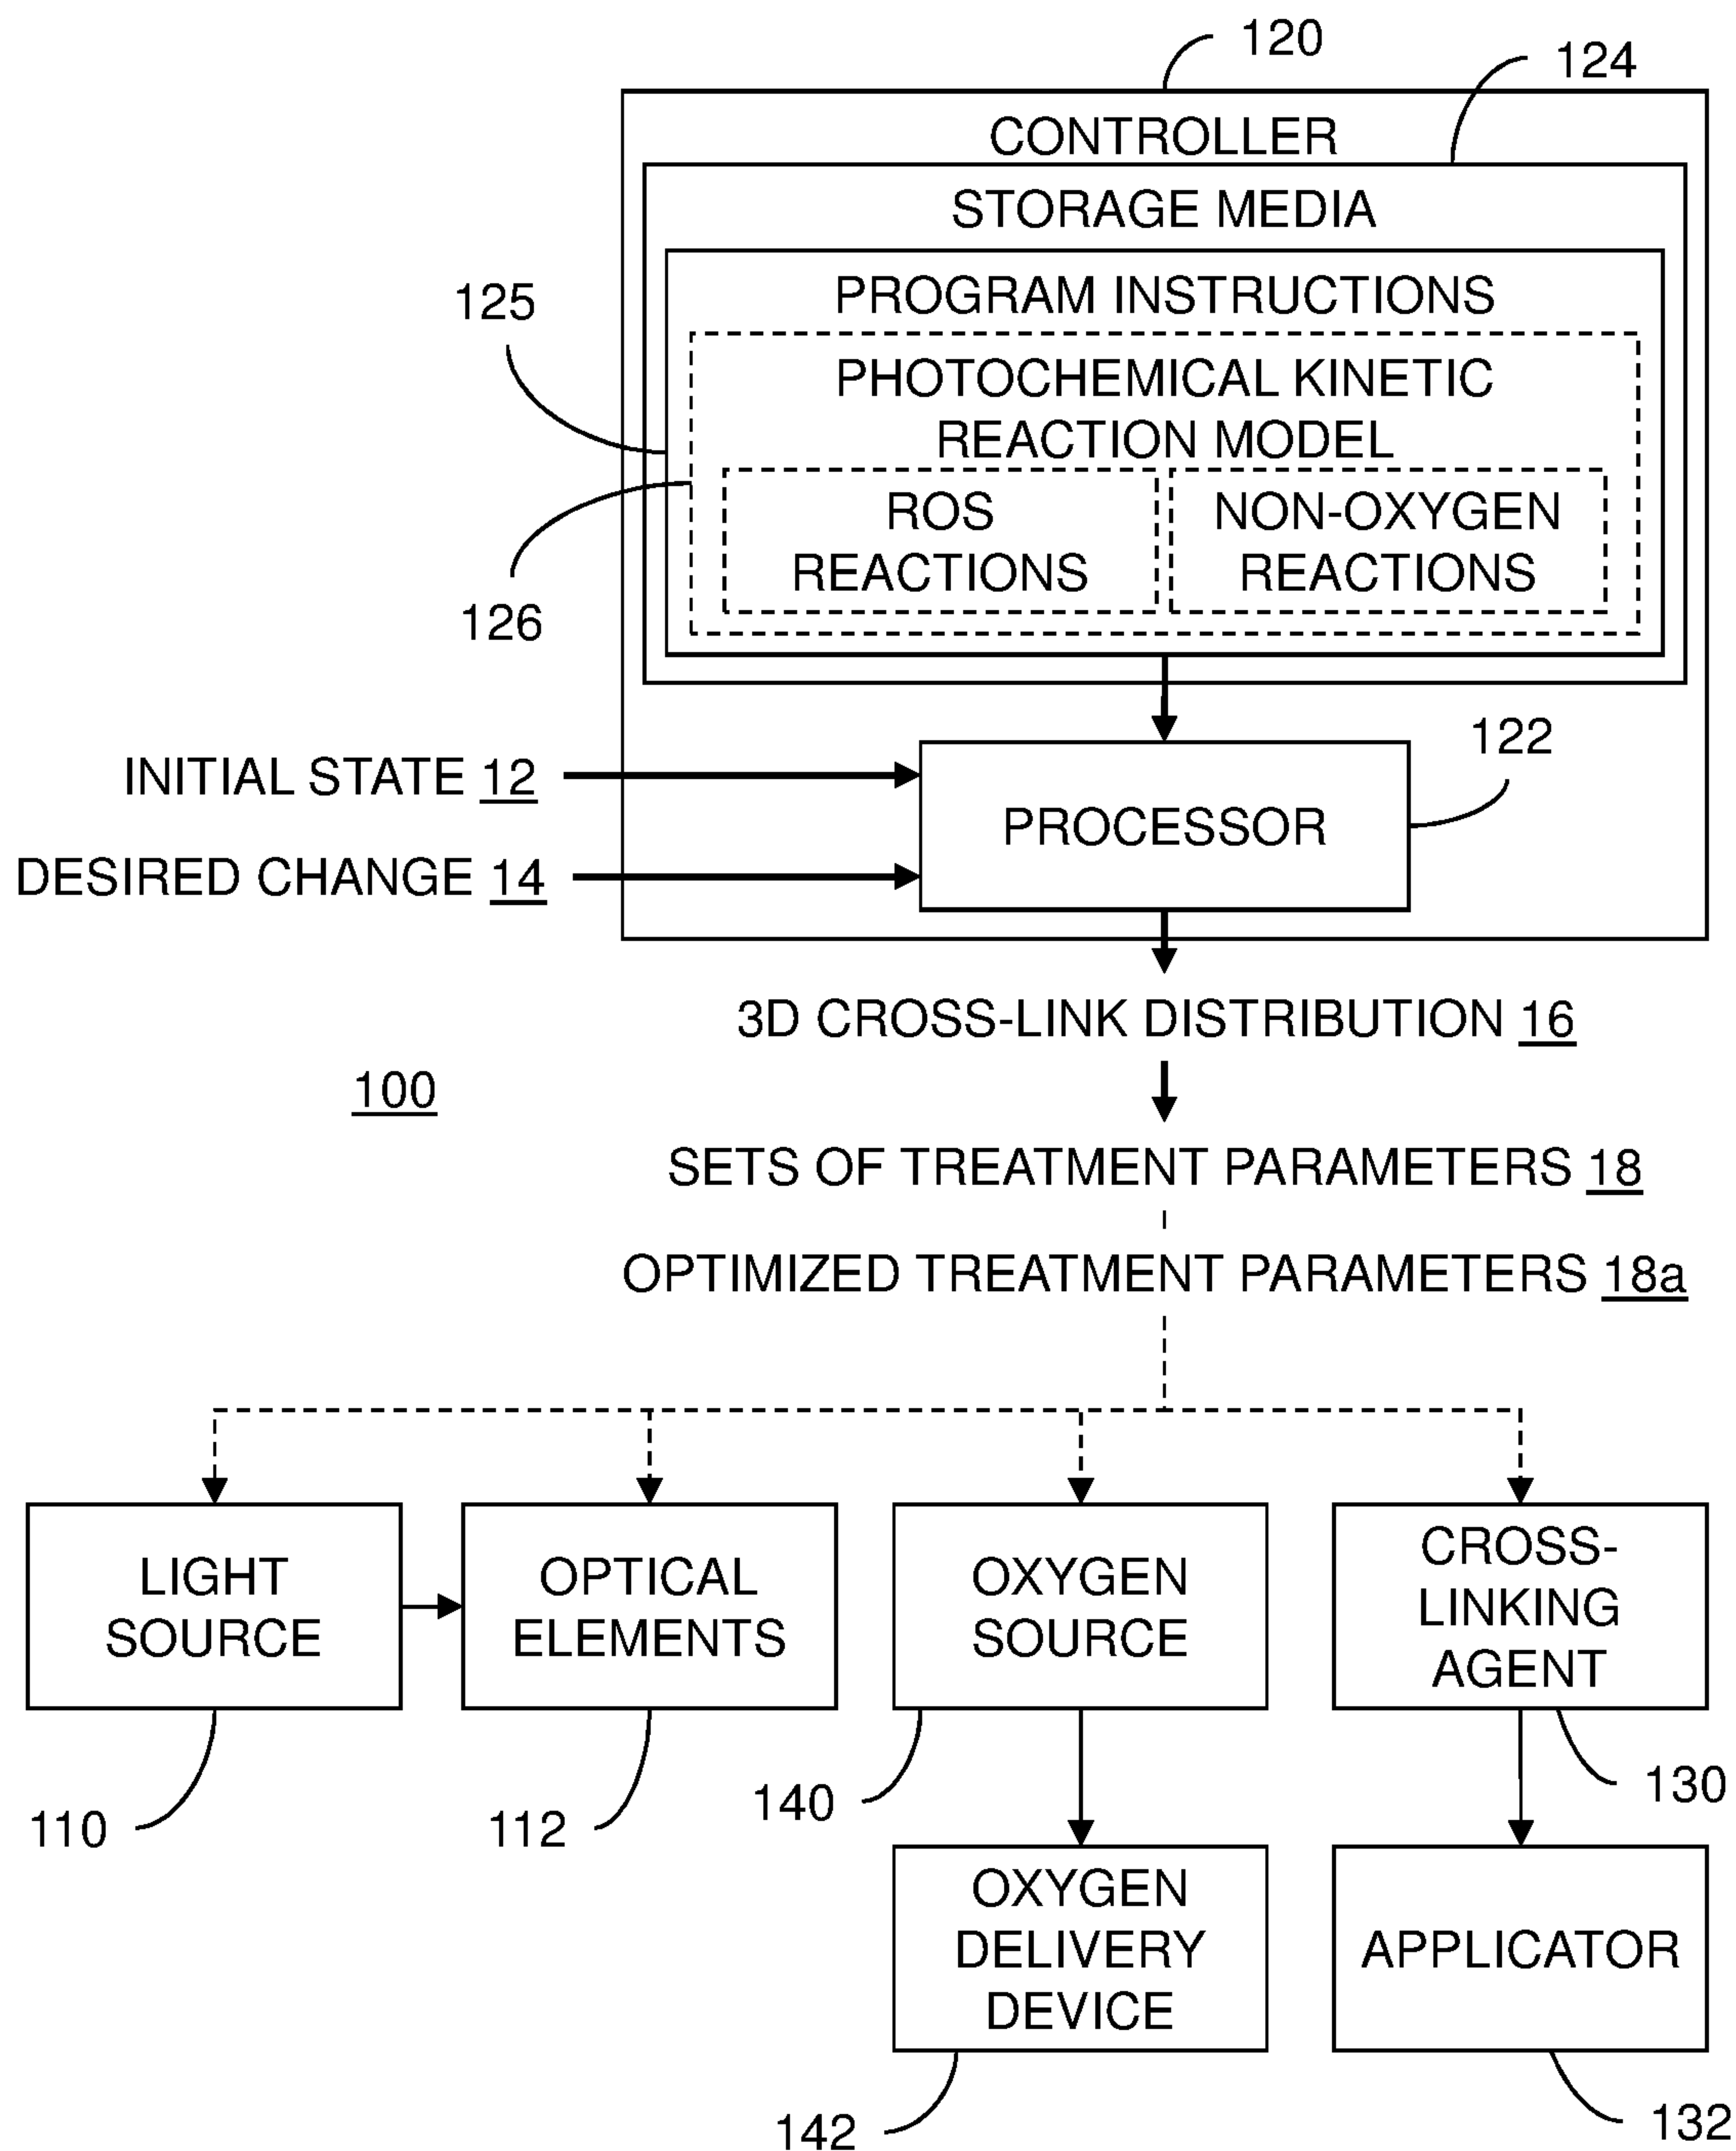 120
124
CONTROLLER
STORAGE MEDIA
PROGRAM INSTRUCTIONS
125
PHOTOCHEMICAL KINETIC
REACTION MODEL
ROS
REACTIONS
NON-OXYGEN
REACTIONS
126
122
INITIAL STATE 12
PROCESSOR
DESIRED CHANGE 14
3D CROSS-LINK DISTRIBUTION 16
100
SETS OF TREATMENT PARAMETERS 18
OPTIMIZED TREATMENT PARAMETERS 18a
LIGHT
SOURCE
OPTICAL
ELEMENTS
OXYGEN
SOURCE
CROSS-
LINKING
AGENT
110
112
140
130
OXYGEN
DELIVERY
DEVICE
APPLICATOR
142
132